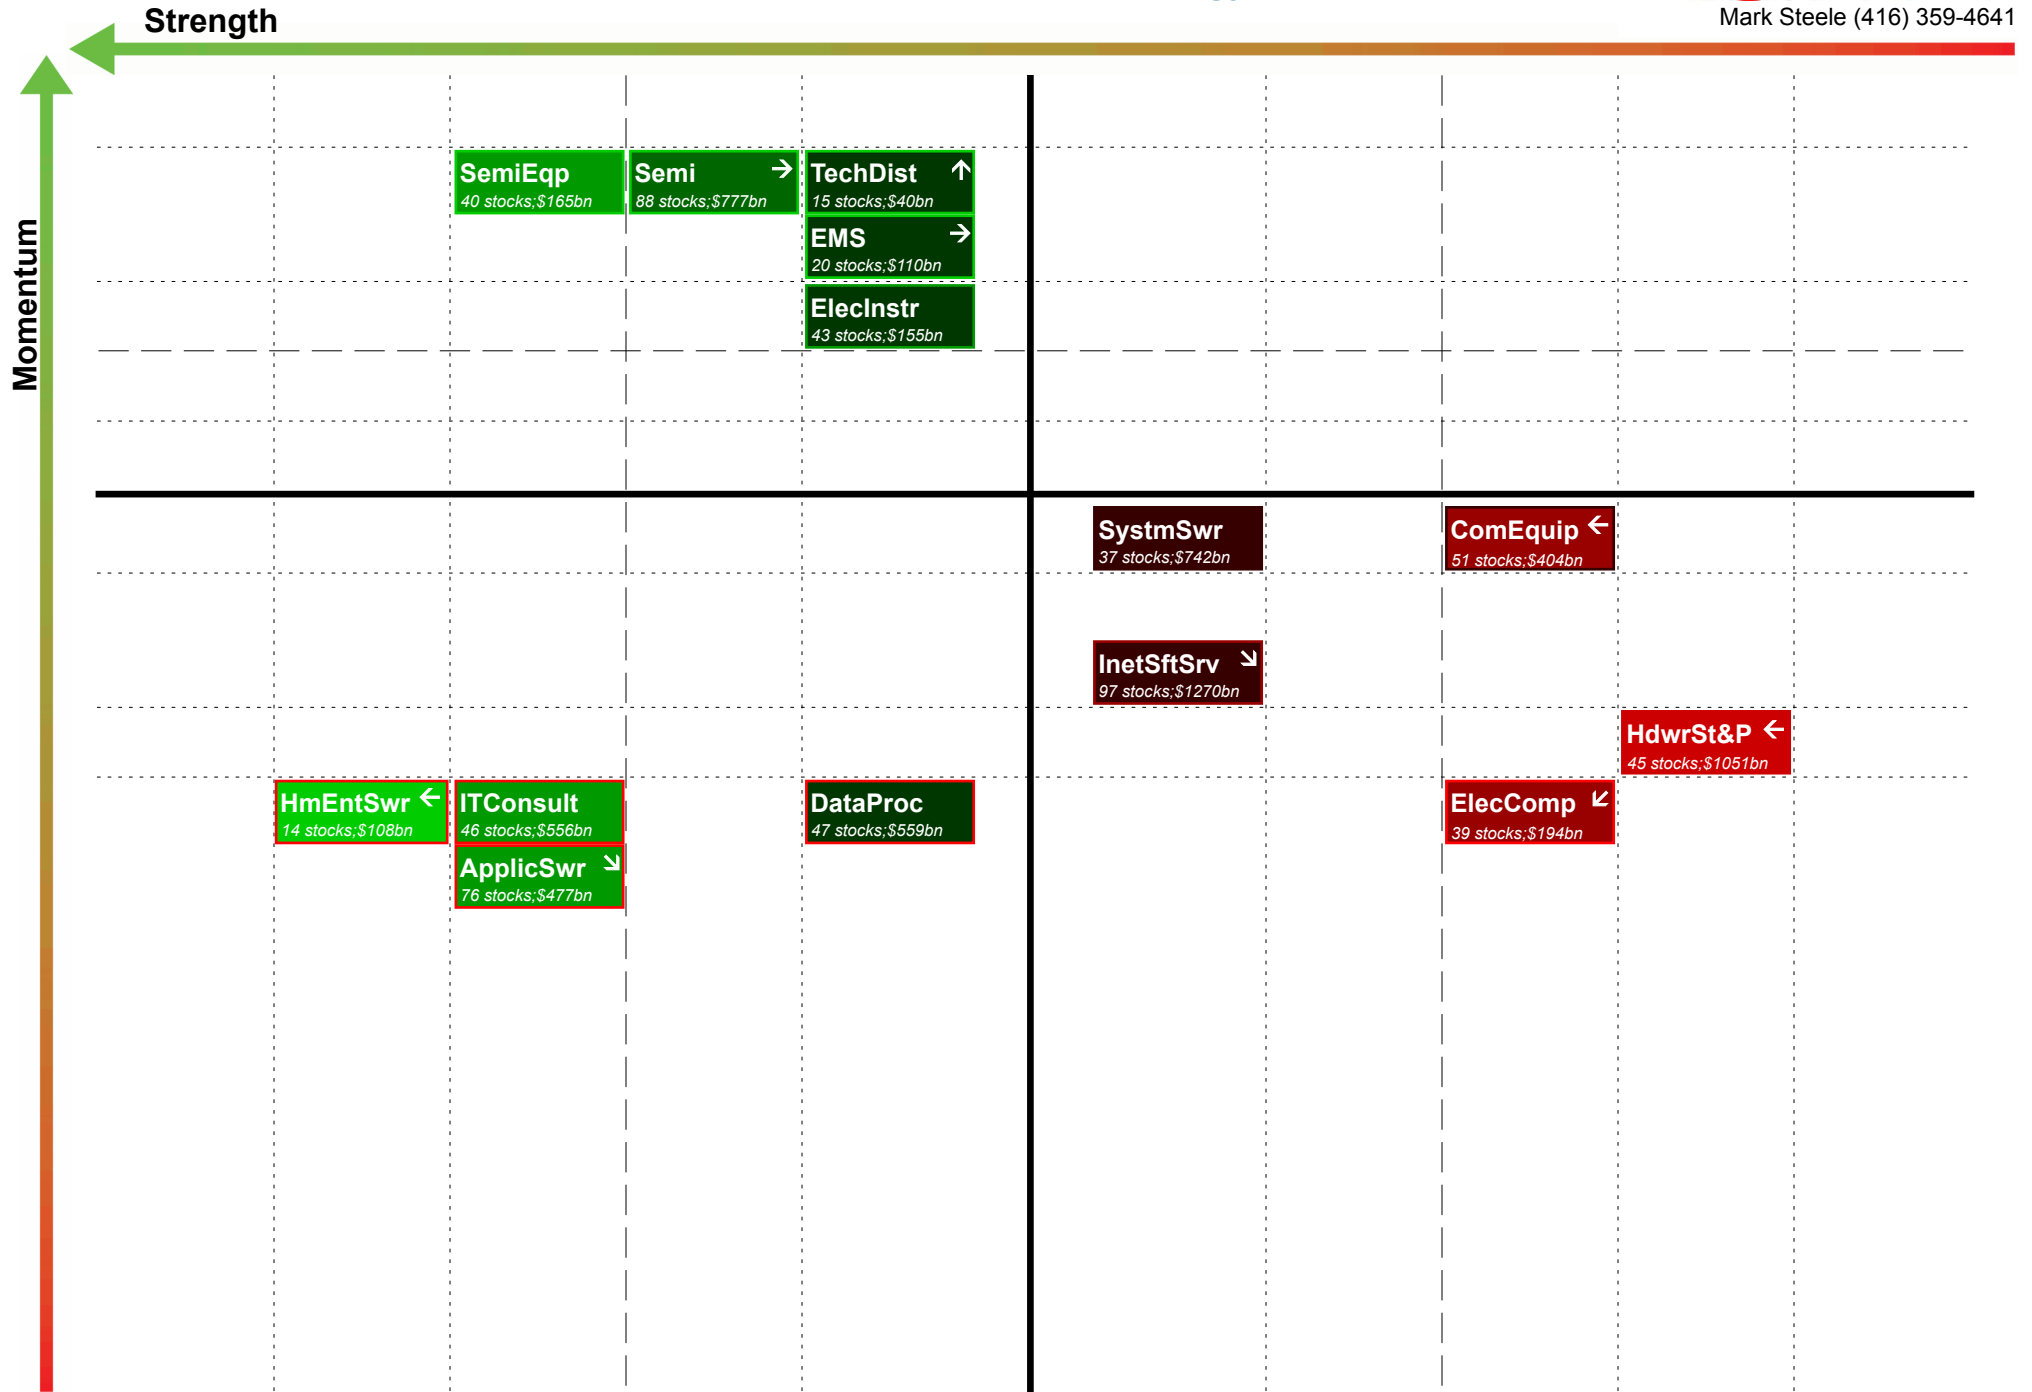 Strength
Mark Steele (416) 359-4641
Momentum
SemiEqp
40 stocks;$165bn
Semi →
88 stocks;$777bn
TechDist ↑
15 stocks;$40bn
EMS →
20 stocks;$110bn
ElecInstr
43 stocks;$155bn
SystmSwr
37 stocks;$742bn
ComEquip ←
51 stocks;$404bn
InetSftSrv ↘
97 stocks;$1270bn
HdwrSt&P ←
45 stocks;$1051bn
HmEntSwr ←
14 stocks;$108bn
ITConsult
46 stocks;$556bn
DataProc
47 stocks;$559bn
ElecComp ↙
39 stocks;$194bn
ApplicSwr ↘
76 stocks;$477bn